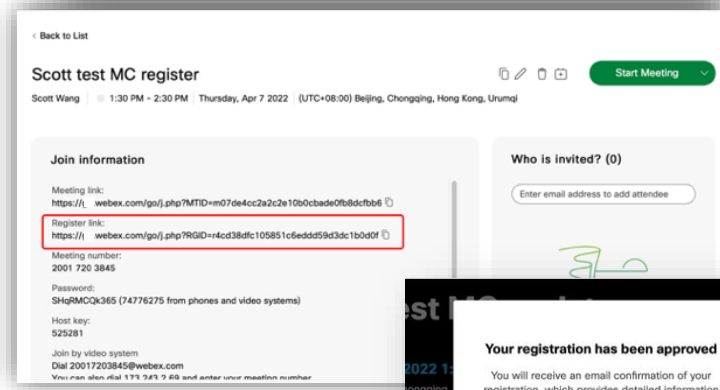 < Back to List
Scott test MC register
Start Meeting
Scott Wang 1:30 PM - 2:30 PM Thursday, Apr 7 2022 (UTC+08:00) Beijing, Chongqing, Hong Kong, Urumqi
Join information
Who is invited? (0)
Meeting link:
https:// .webex.com/go/j.php?MTID=m07de4cc2a2c2e10b0cbade0fb8dcfbb6
Enter email address to add attendee
Register link:
https:// .webex.com/go/j.php?RGID=r4cd38dfc105851c6eddd59d3dc1b0d0f
Meeting number:
2001 720 3845
Password:
SHqRMCQk365 (74776275 from phones and video systems)
Host key:
525281
Join by video system
Dial 20017203845@webex.com
You can also dial 173.243.2.69 and enter your meeting number.
est M
2022 1:
Your registration has been approved
You will receive an email confirmation of your
registration, which provides detailed information